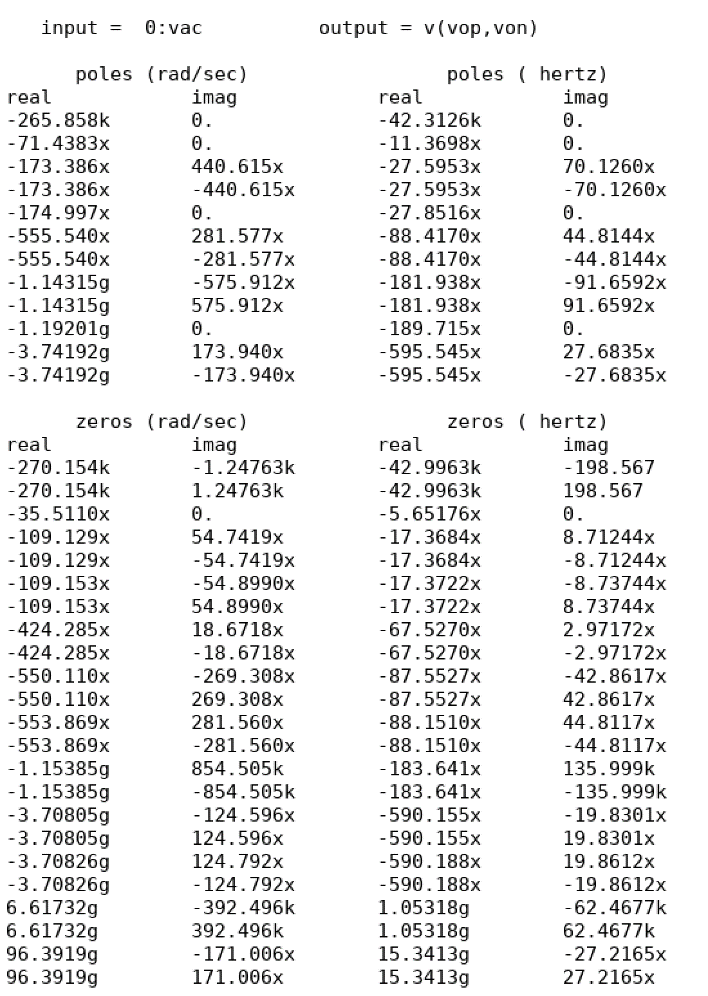 input =  0:vac          output = v(vop,von)
poles (rad/sec)                 poles ( hertz)
real            imag            real            imag
-265.858k       0.              -42.3126k       0.
-71.4383x       0.              -11.3698x       0.
-173.386x       440.615x        -27.5953x       70.1260x
-173.386x       -440.615x       -27.5953x       -70.1260x
-174.997x       0.              -27.8516x       0.
-555.540x       281.577x        -88.4170x       44.8144x
-555.540x       -281.577x       -88.4170x       -44.8144x
-1.14315g       -575.912x       -181.938x       -91.6592x
-1.14315g       575.912x        -181.938x       91.6592x
-1.19201g       0.              -189.715x       0.
-3.74192g       173.940x        -595.545x       27.6835x
-3.74192g       -173.940x       -595.545x       -27.6835x
zeros (rad/sec)                 zeros ( hertz)
real            imag            real            imag
-270.154k       -1.24763k       -42.9963k       -198.567
-270.154k       1.24763k        -42.9963k       198.567
-35.5110x       0.              -5.65176x       0.
-109.129x       54.7419x        -17.3684x       8.71244x
-109.129x       -54.7419x       -17.3684x       -8.71244x
-109.153x       -54.8990x       -17.3722x       -8.73744x
-109.153x       54.8990x        -17.3722x       8.73744x
-424.285x       18.6718x        -67.5270x       2.97172x
-424.285x       -18.6718x       -67.5270x       -2.97172x
-550.110x       -269.308x       -87.5527x       -42.8617x
-550.110x       269.308x        -87.5527x       42.8617x
-553.869x       281.560x        -88.1510x       44.8117x
-553.869x       -281.560x       -88.1510x       -44.8117x
-1.15385g       854.505k        -183.641x       135.999k
-1.15385g       -854.505k       -183.641x       -135.999k
-3.70805g       -124.596x       -590.155x       -19.8301x
-3.70805g       124.596x        -590.155x       19.8301x
-3.70826g       124.792x        -590.188x       19.8612x
-3.70826g       -124.792x       -590.188x       -19.8612x
6.61732g        -392.496k       1.05318g        -62.4677k
6.61732g        392.496k        1.05318g        62.4677k
96.3919g        -171.006x       15.3413g        -27.2165x
96.3919g        171.006x        15.3413g        27.2165x